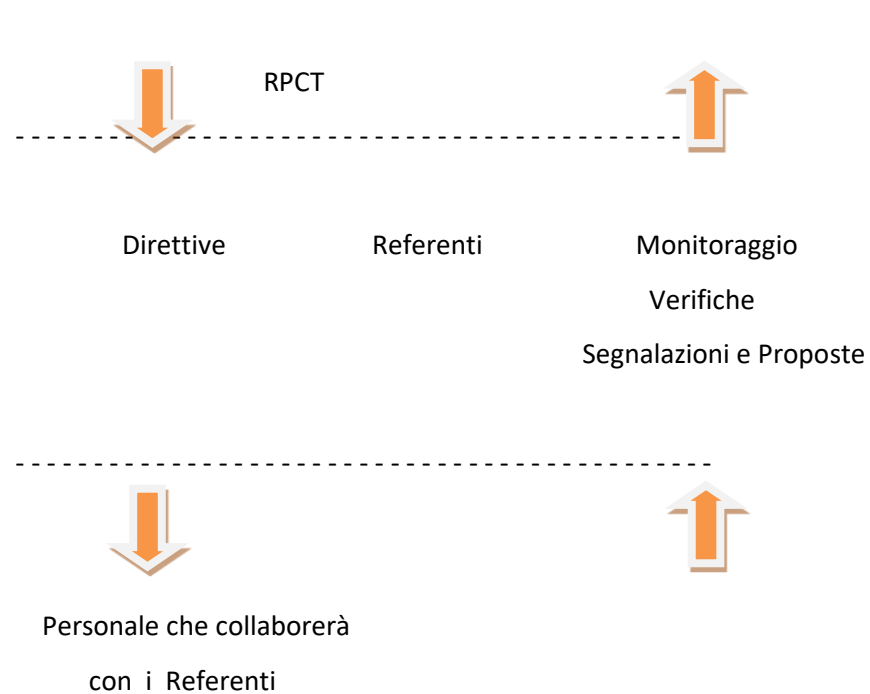 RPCT
- - - - - - - - - - - - - - - - - - - - - - - - - - - - - - - - - - - - - - - - - - - -
Direttive Referenti Monitoraggio
Verifiche
Segnalazioni e Proposte
- - - - - - - - - - - - - - - - - - - - - - - - - - - - - - - - - - - - - - - - - - - - - -
Personale che collaborerà
con i Referenti